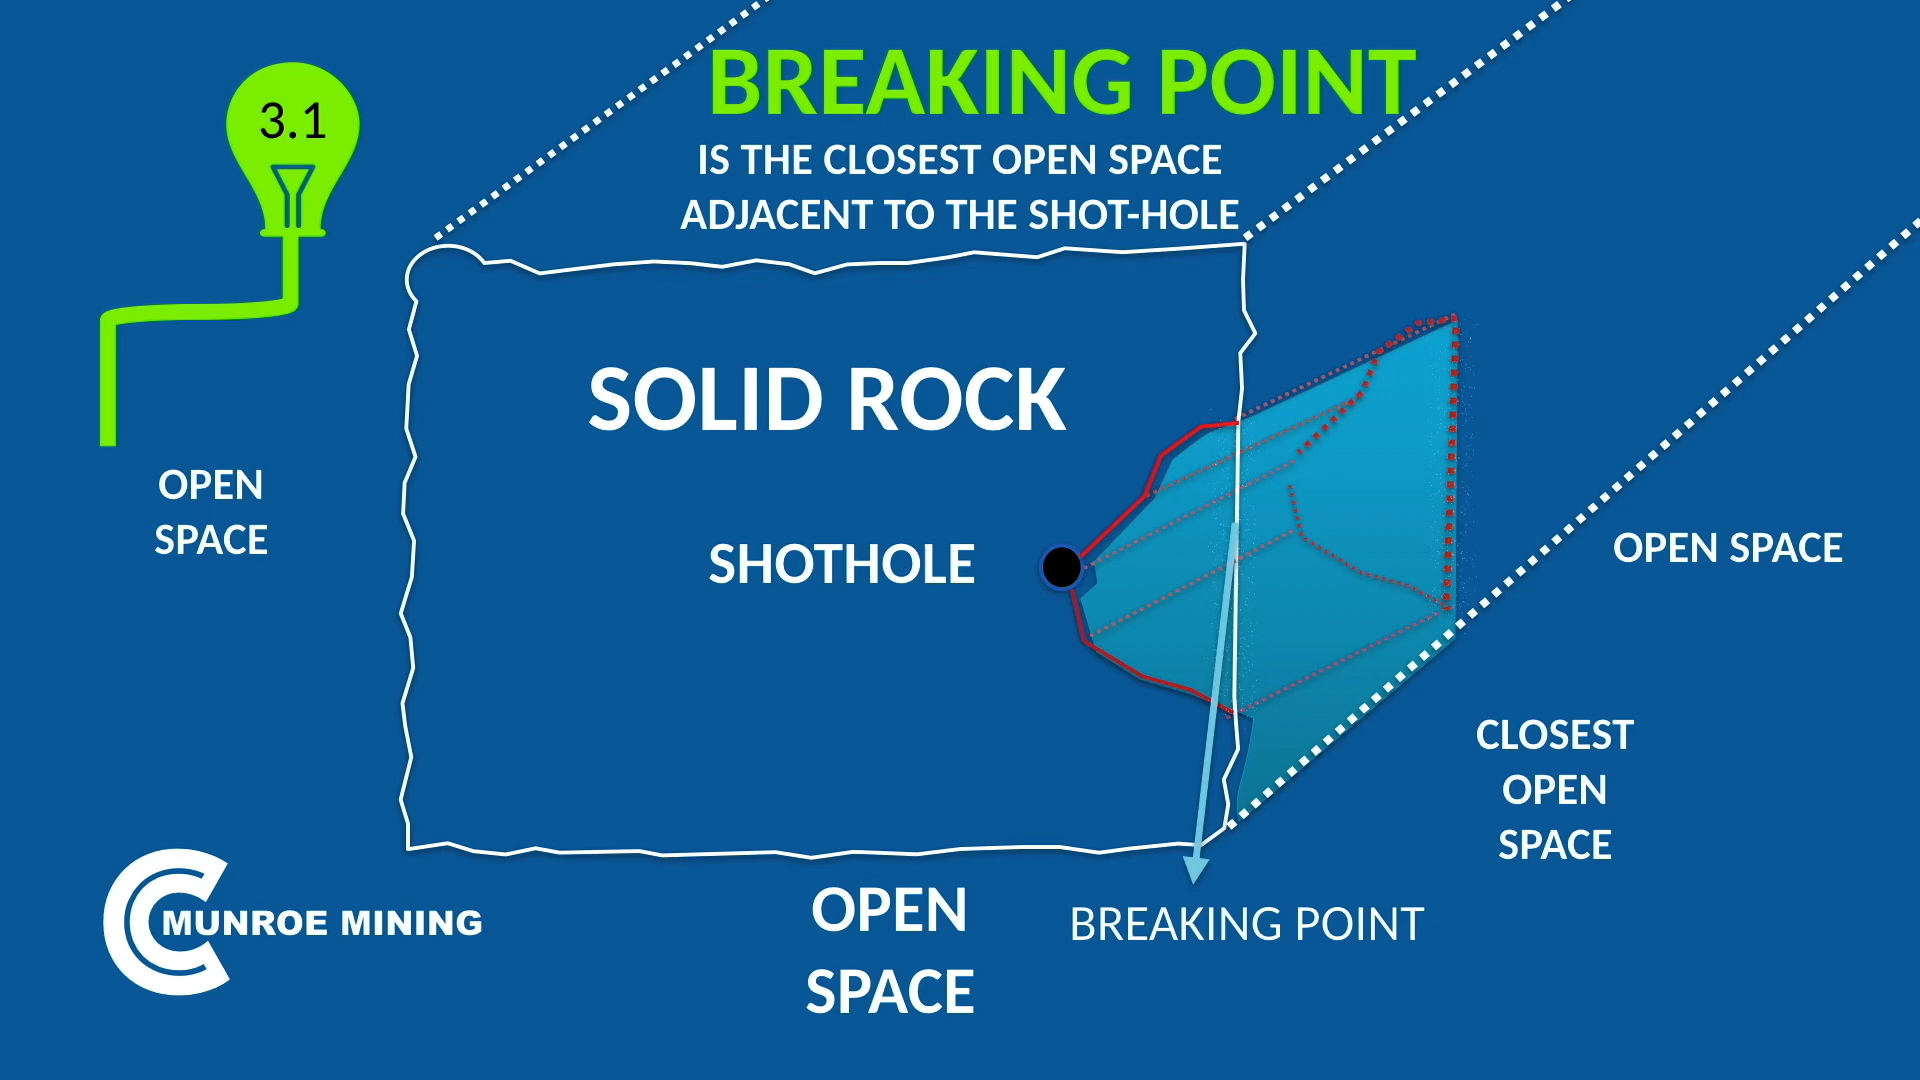 3.1
BREAKING POINT
IS THE CLOSEST OPEN SPACE
ADJACENT TO THE SHOT-HOLE
SOLID ROCK
OPEN
SPACE
SHOTHOLE
OPEN SPACE
CLOSEST
OPEN
SPACE
MUNROE MINING
OPEN
SPACE
BREAKING POINT